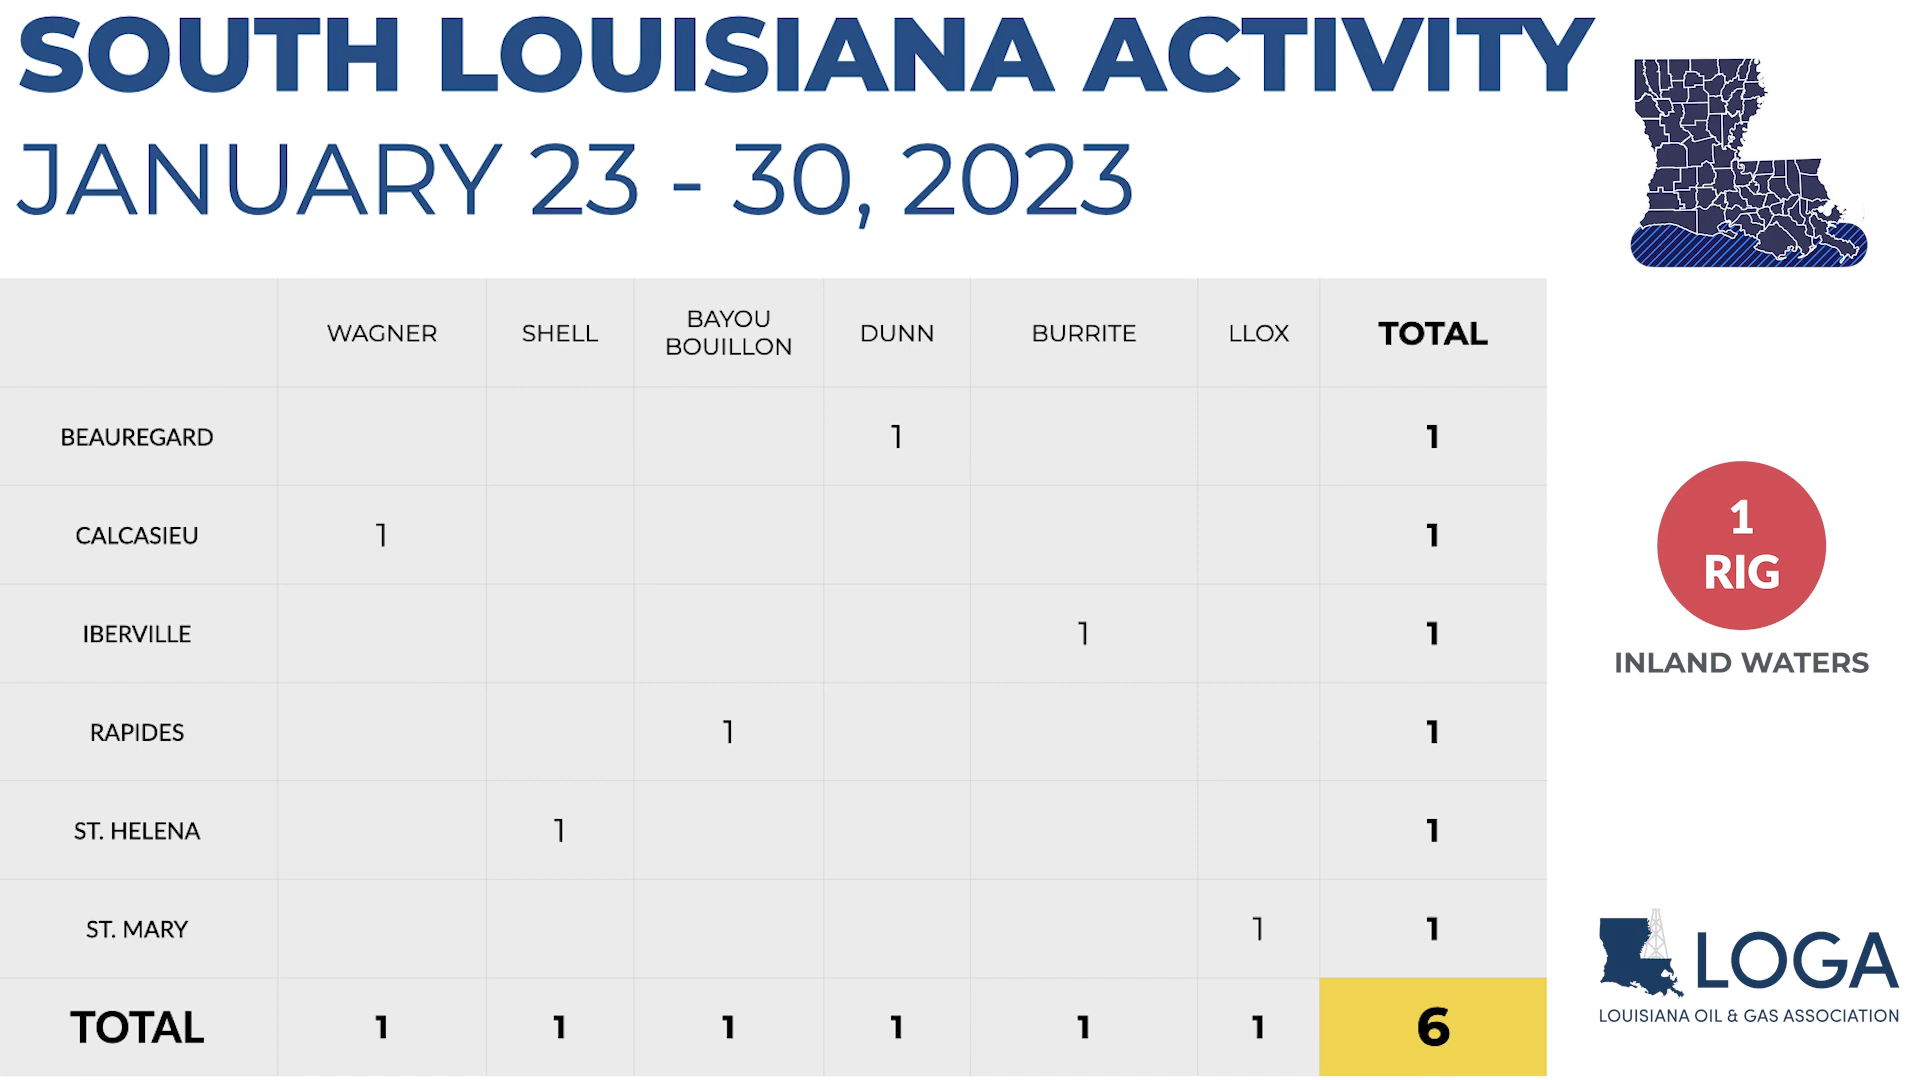 SOUTH LOUISIANA ACTIVITY
JANUARY 23 - 30, 2023
WAGNER SHELL BAYOU BOUILLON DUNN BURRITE LLOX TOTAL
BEAUREGARD 1 1
CALCASIEU 1 1
IBERVILLE 1 1
RAPIDES 1 1
ST. HELENA 1 1
ST. MARY 1 1
TOTAL 1 1 1 1 1 1 6
1
RIG
INLAND WATERS
LOGA
LOUISIANA OIL & GAS ASSOCIATION